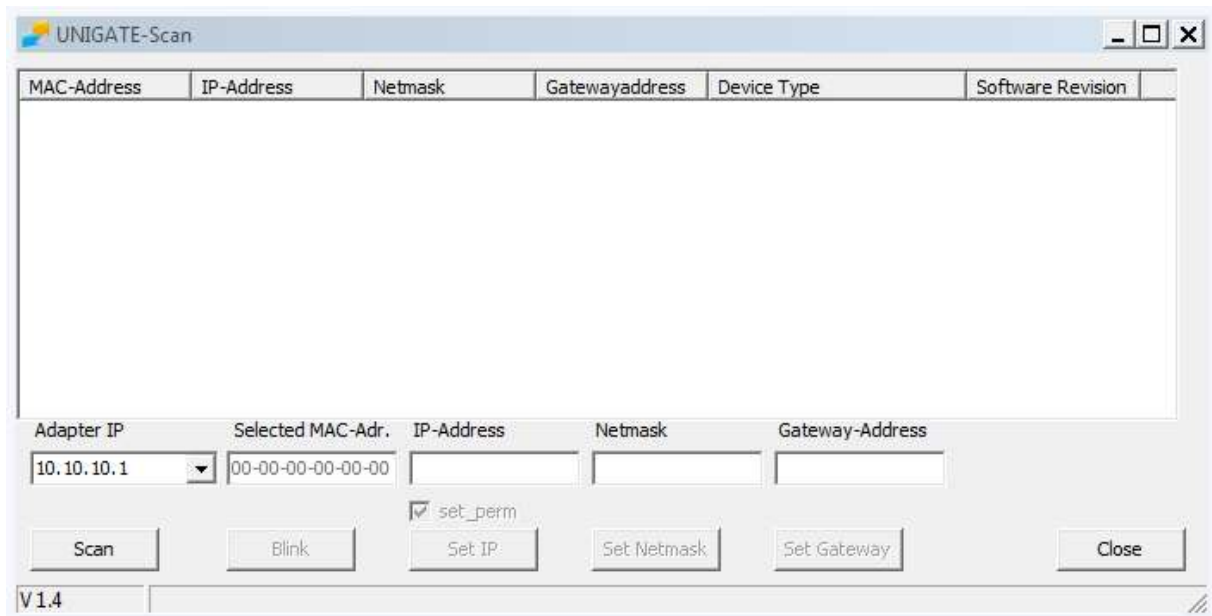 UNIGATE-Scan
MAC-Address IP-Address Netmask Gatewayaddress Device Type Software Revision
Adapter IP Selected MAC-Adr. IP-Address Netmask Gateway-Address
10.10.10.1 00-00-00-00-00-00
set_perm
Scan Blink Set IP Set Netmask Set Gateway Close
V 1.4